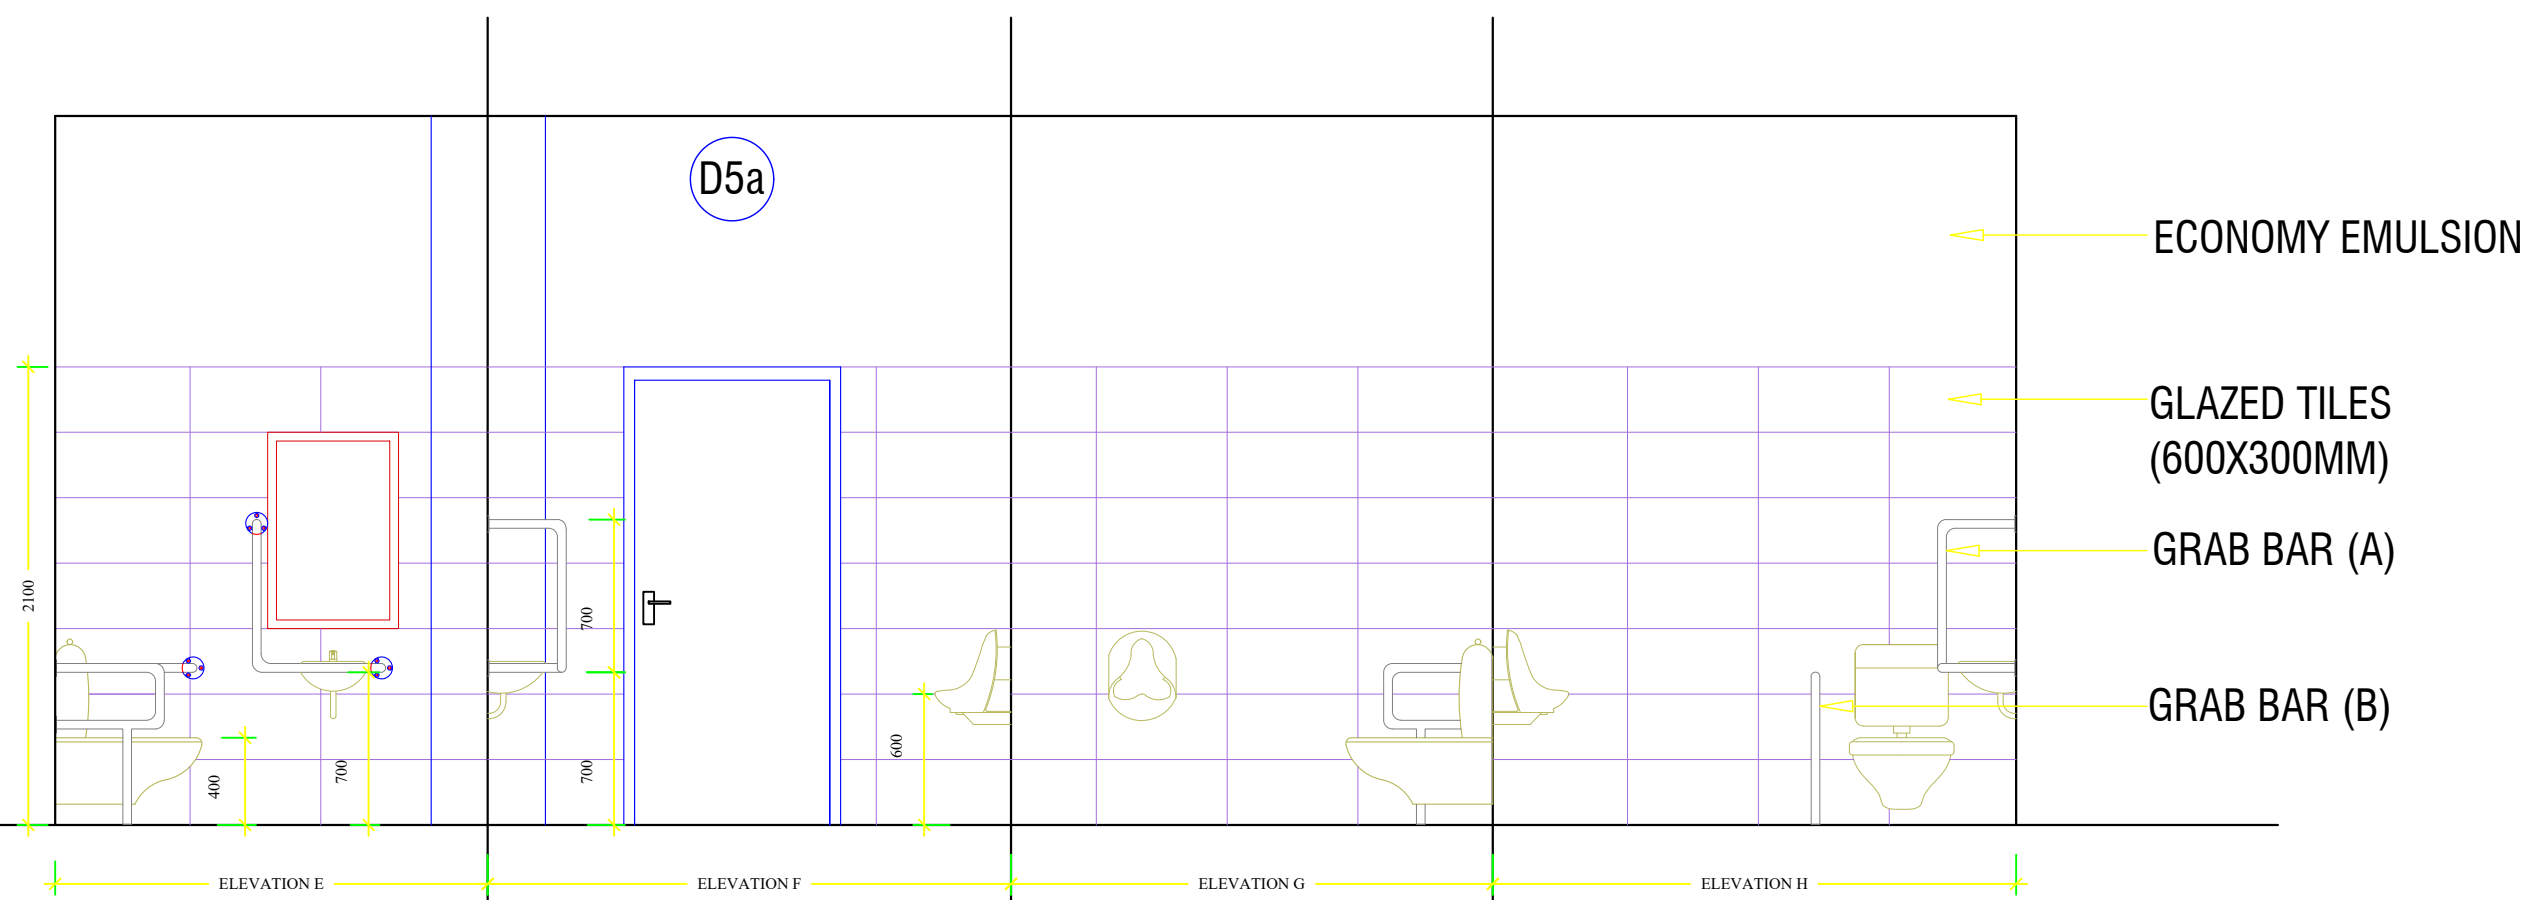 D5a
ECONOMY EMULSION
GLAZED TILES
(600X300MM)
GRAB BAR (A)
GRAB BAR (B)
2100
400
700
700
700
600
ELEVATION E
ELEVATION F
ELEVATION G
ELEVATION H